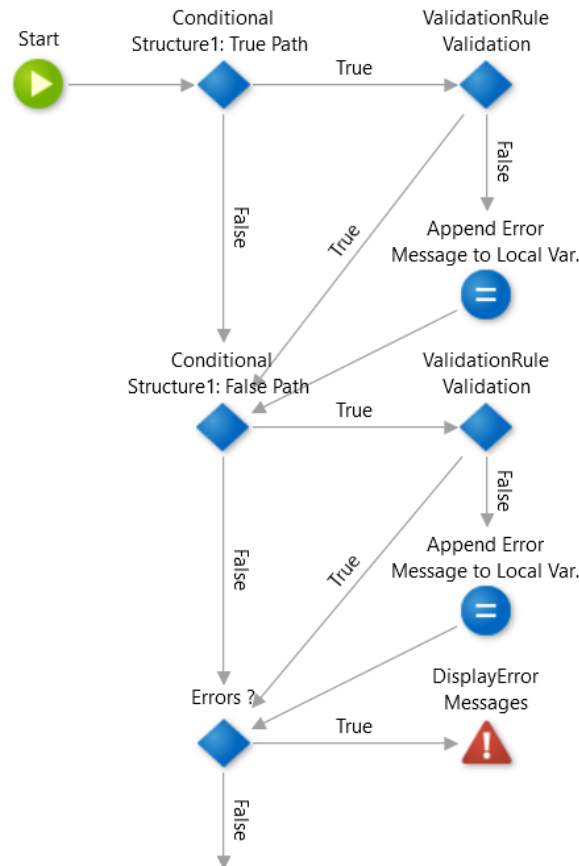 Start
Conditional
Structure1: True Path
ValidationRule
Validation
True
False
True
False
Append Error
Message to Local Var.
Conditional
Structure1: False Path
ValidationRule
Validation
True
False
True
False
Append Error
Message to Local Var.
Errors ?
DisplayError
Messages
True
False